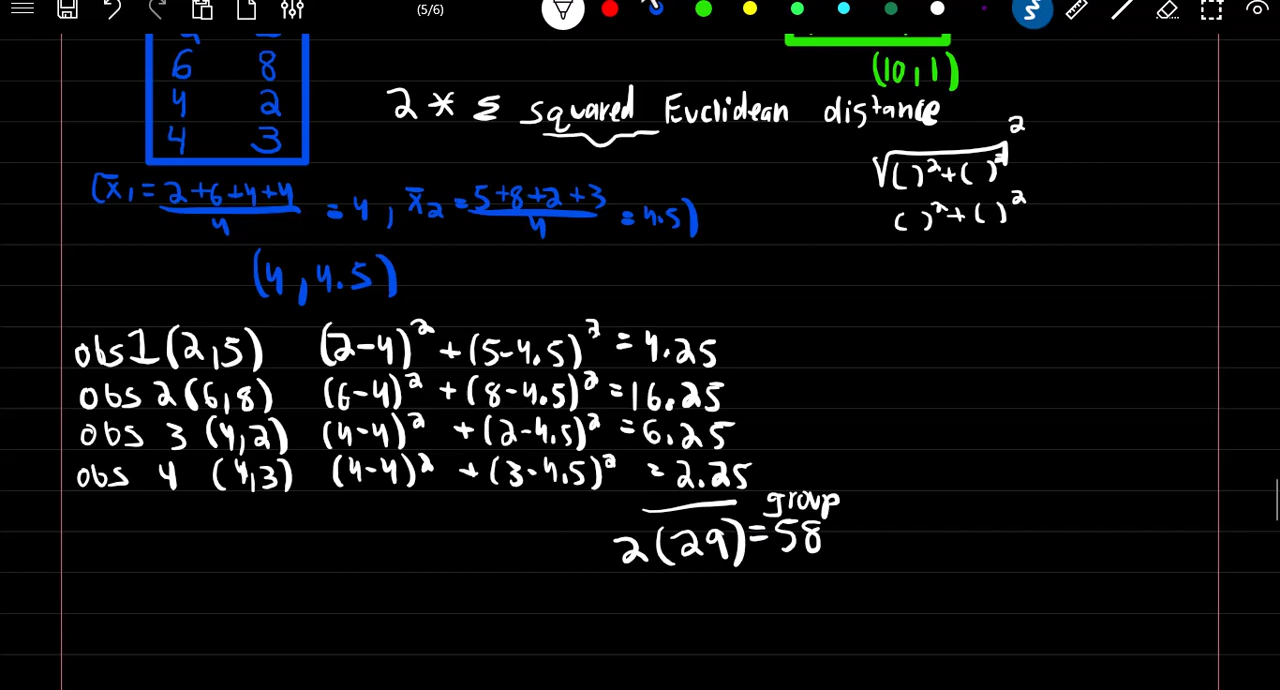 (5/6)
6 8
4 2
4 3
(10,1)
2 * Σ squared Euclidean distance
√( )²+( )² ²
( )²+( )²
(x̄1 = 2+6+4+4/4 = 4, x̄2 = 5+8+2+3/4 = 4.5)
(4,4.5)
obs 1 (2,5) (2-4)² + (5-4.5)² = 4.25
obs 2 (6,8) (6-4)² + (8-4.5)² = 16.25
obs 3 (4,2) (4-4)² + (2-4.5)² = 6.25
obs 4 (4,3) (4-4)² + (3-4.5)² = 2.25
group
2(29) = 58